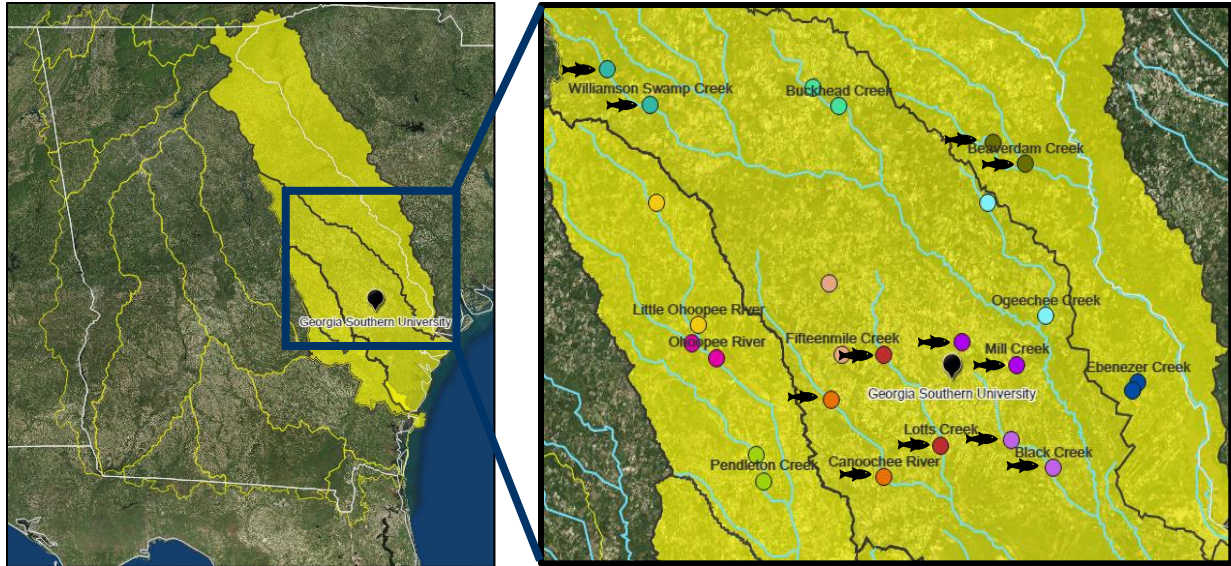 Georgia Southern University
Williamson Swamp Creek
Buckhead Creek
Beaverdam Creek
Ogeechee Creek
Little Ohoopee River
Ohoopee River
Fifteenmile Creek
Mill Creek
Ebenezer Creek
Georgia Southern University
Lotts Creek
Black Creek
Pendleton Creek
Canoochee River